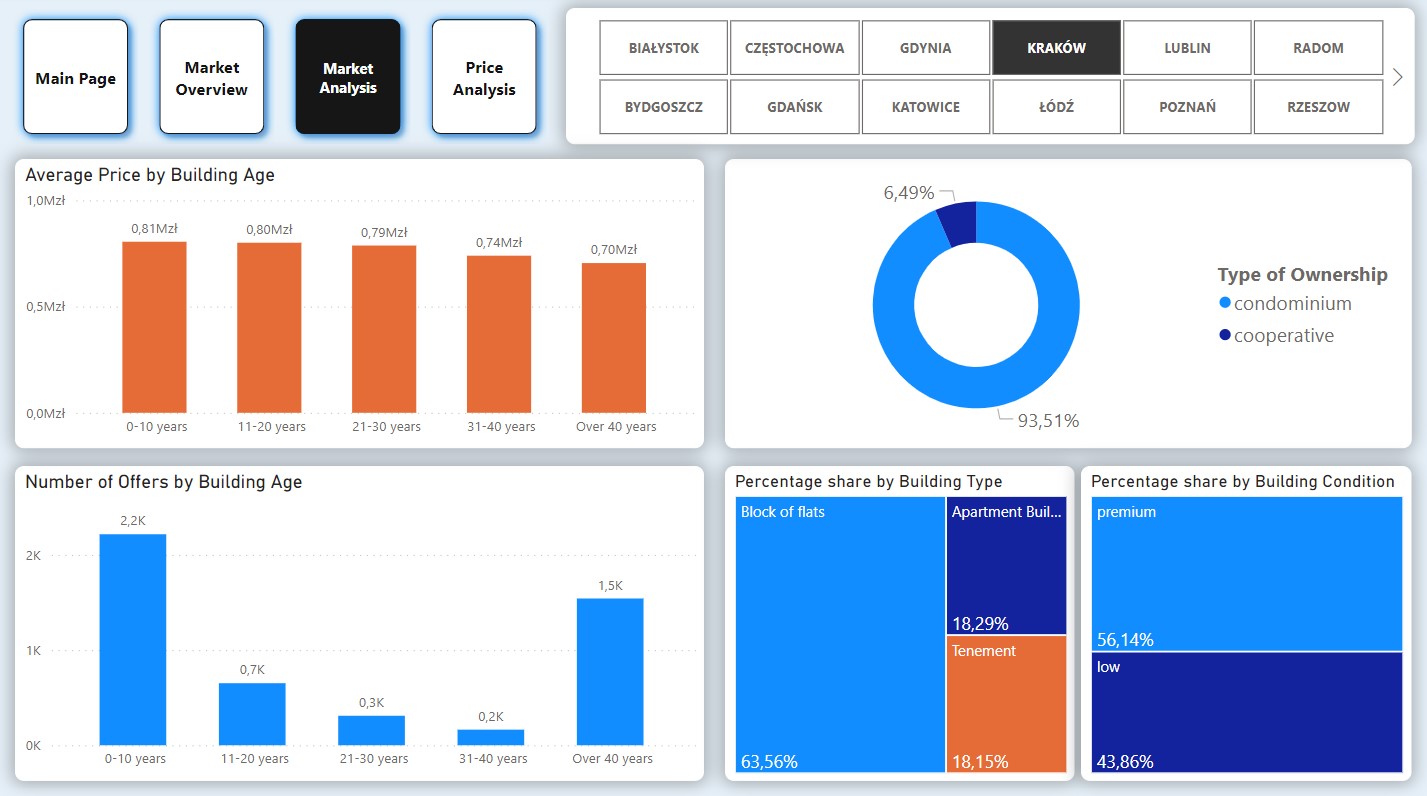 Main Page
Market
Overview
Market
Analysis
Price
Analysis
BIAŁYSTOK
CZĘSTOCHOWA
GDYNIA
KRAKÓW
LUBLIN
RADOM
BYDGOSZCZ
GDAŃSK
KATOWICE
ŁÓDŹ
POZNAŃ
RZESZOW
Average Price by Building Age
1,0Mzł
0,5Mzł
0,0Mzł
0,81Mzł
0,80Mzł
0,79Mzł
0,74Mzł
0,70Mzł
0-10 years
11-20 years
21-30 years
31-40 years
Over 40 years
6,49%
93,51%
Type of Ownership
condominium
cooperative
Number of Offers by Building Age
2K
1K
0K
2,2K
0,7K
0,3K
0,2K
1,5K
0-10 years
11-20 years
21-30 years
31-40 years
Over 40 years
Percentage share by Building Type
Block of flats
63,56%
Apartment Buil...
18,29%
Tenement
18,15%
Percentage share by Building Condition
premium
56,14%
low
43,86%